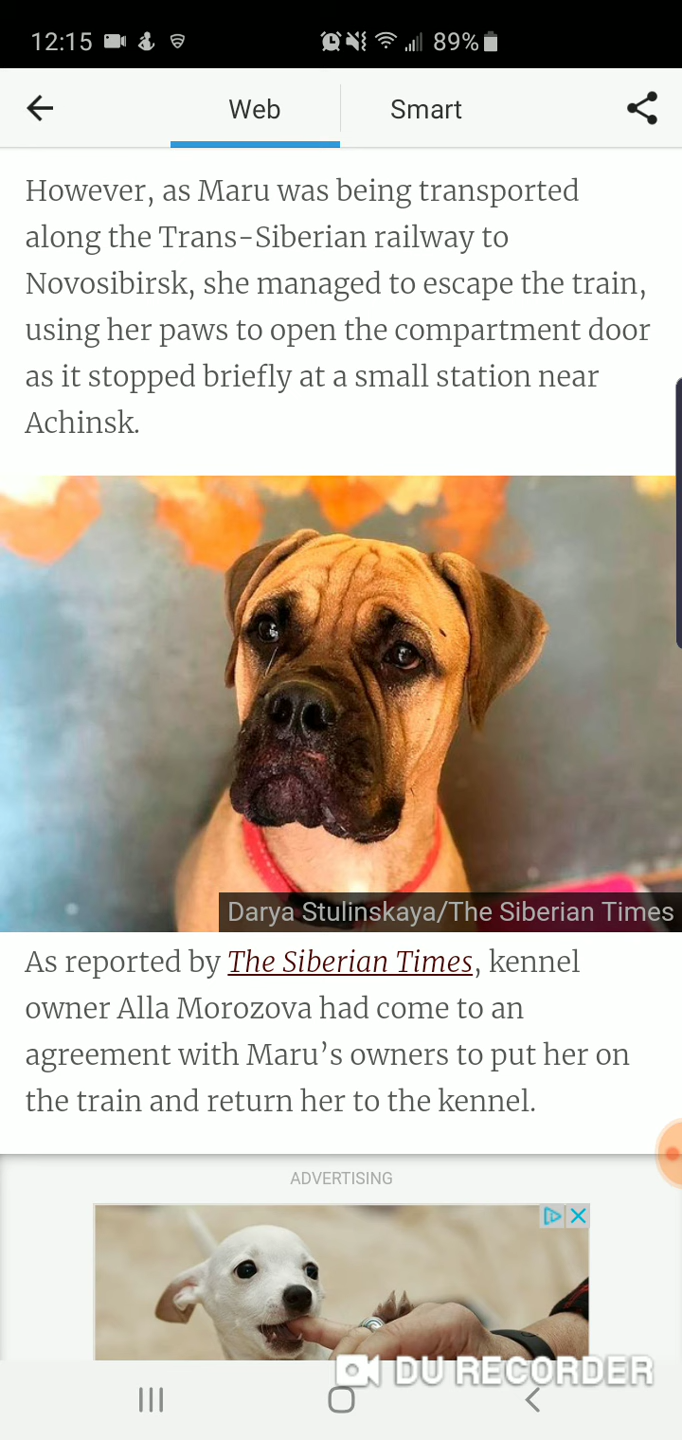 12:15
89%
Web
Smart
However, as Maru was being transported
along the Trans-Siberian railway to
Novosibirsk, she managed to escape the train,
using her paws to open the compartment door
as it stopped briefly at a small station near
Achinsk.
Darya Stulinskaya/The Siberian Times
As reported by The Siberian Times, kennel
owner Alla Morozova had come to an
agreement with Maru’s owners to put her on
the train and return her to the kennel.
ADVERTISING
DU RECORDER